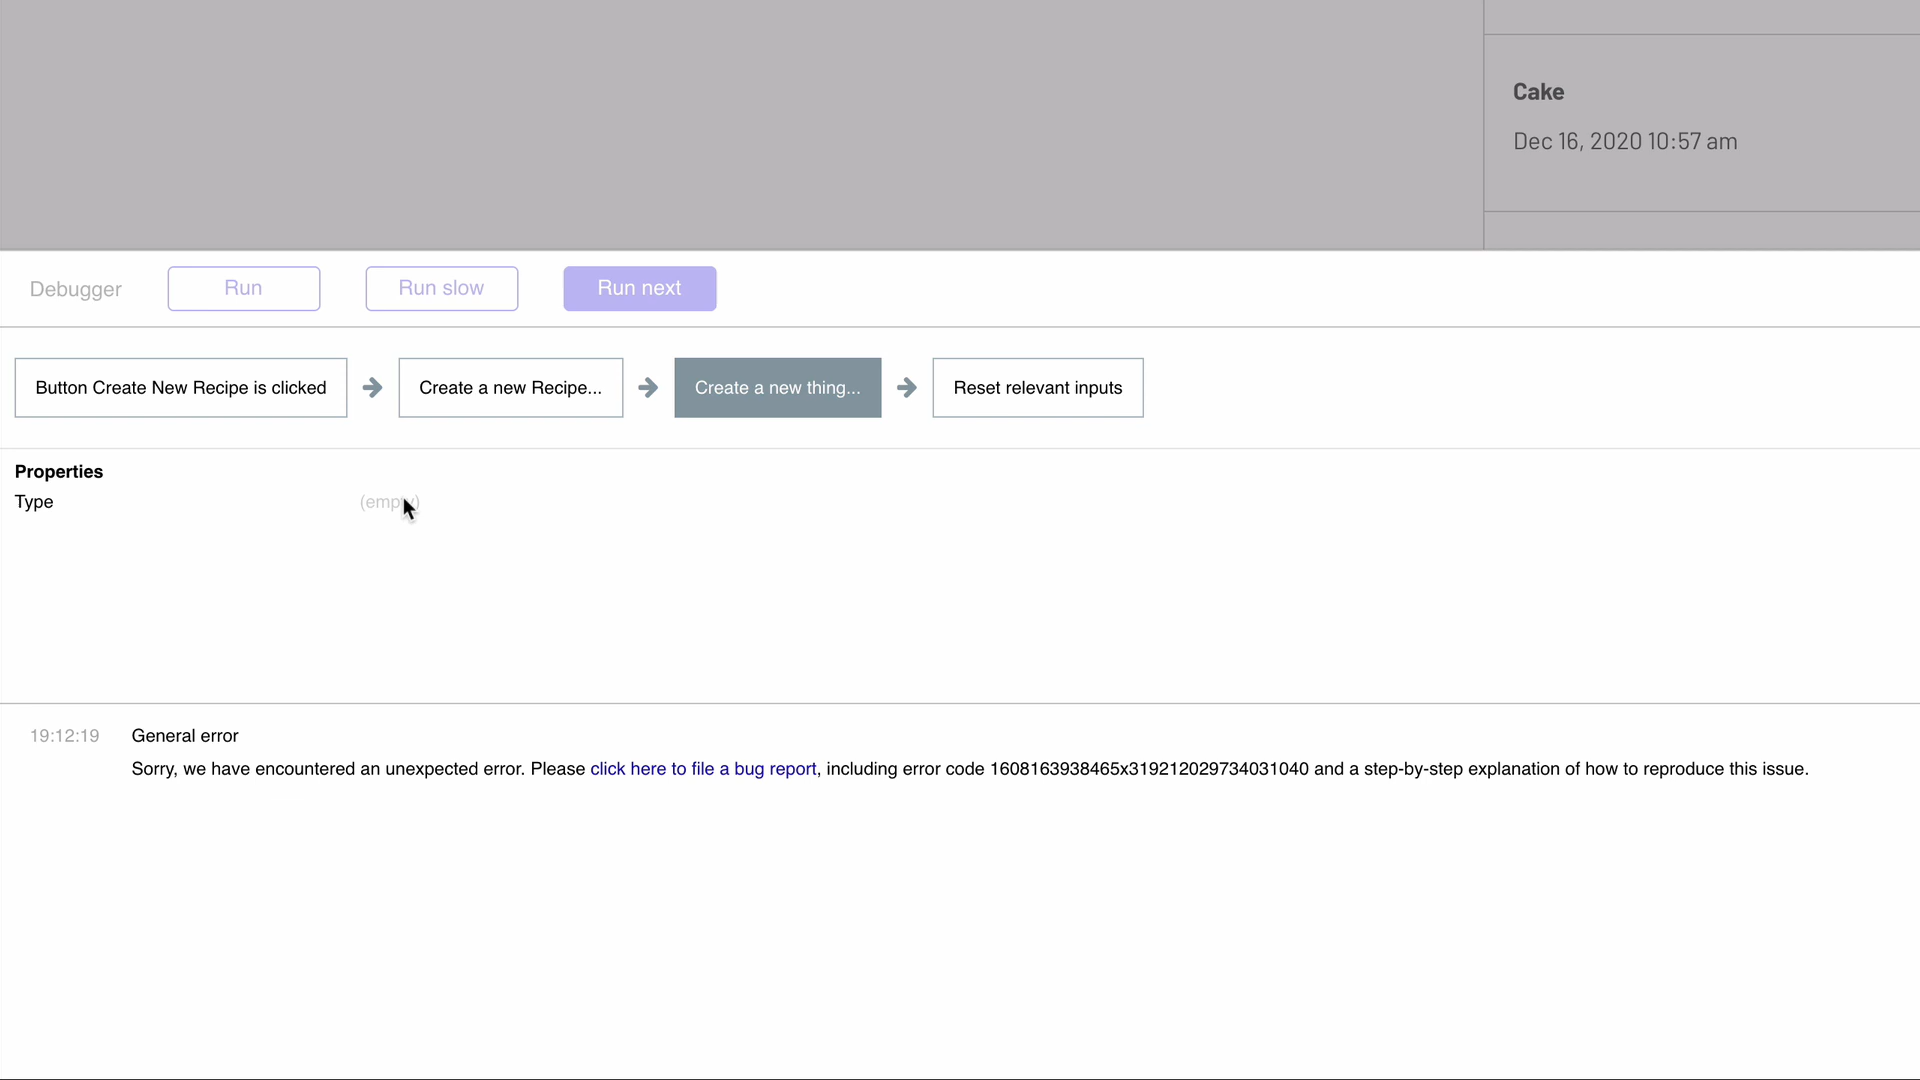 Cake
Dec 16, 2020 10:57 am
Debugger Run Run slow Run next
Button Create New Recipe is clicked Create a new Recipe... Create a new thing... Reset relevant inputs
Properties
Type (empty)
19:12:19 General error
Sorry, we have encountered an unexpected error. Please click here to file a bug report, including error code 1608163938465x319212029734031040 and a step-by-step explanation of how to reproduce this issue.